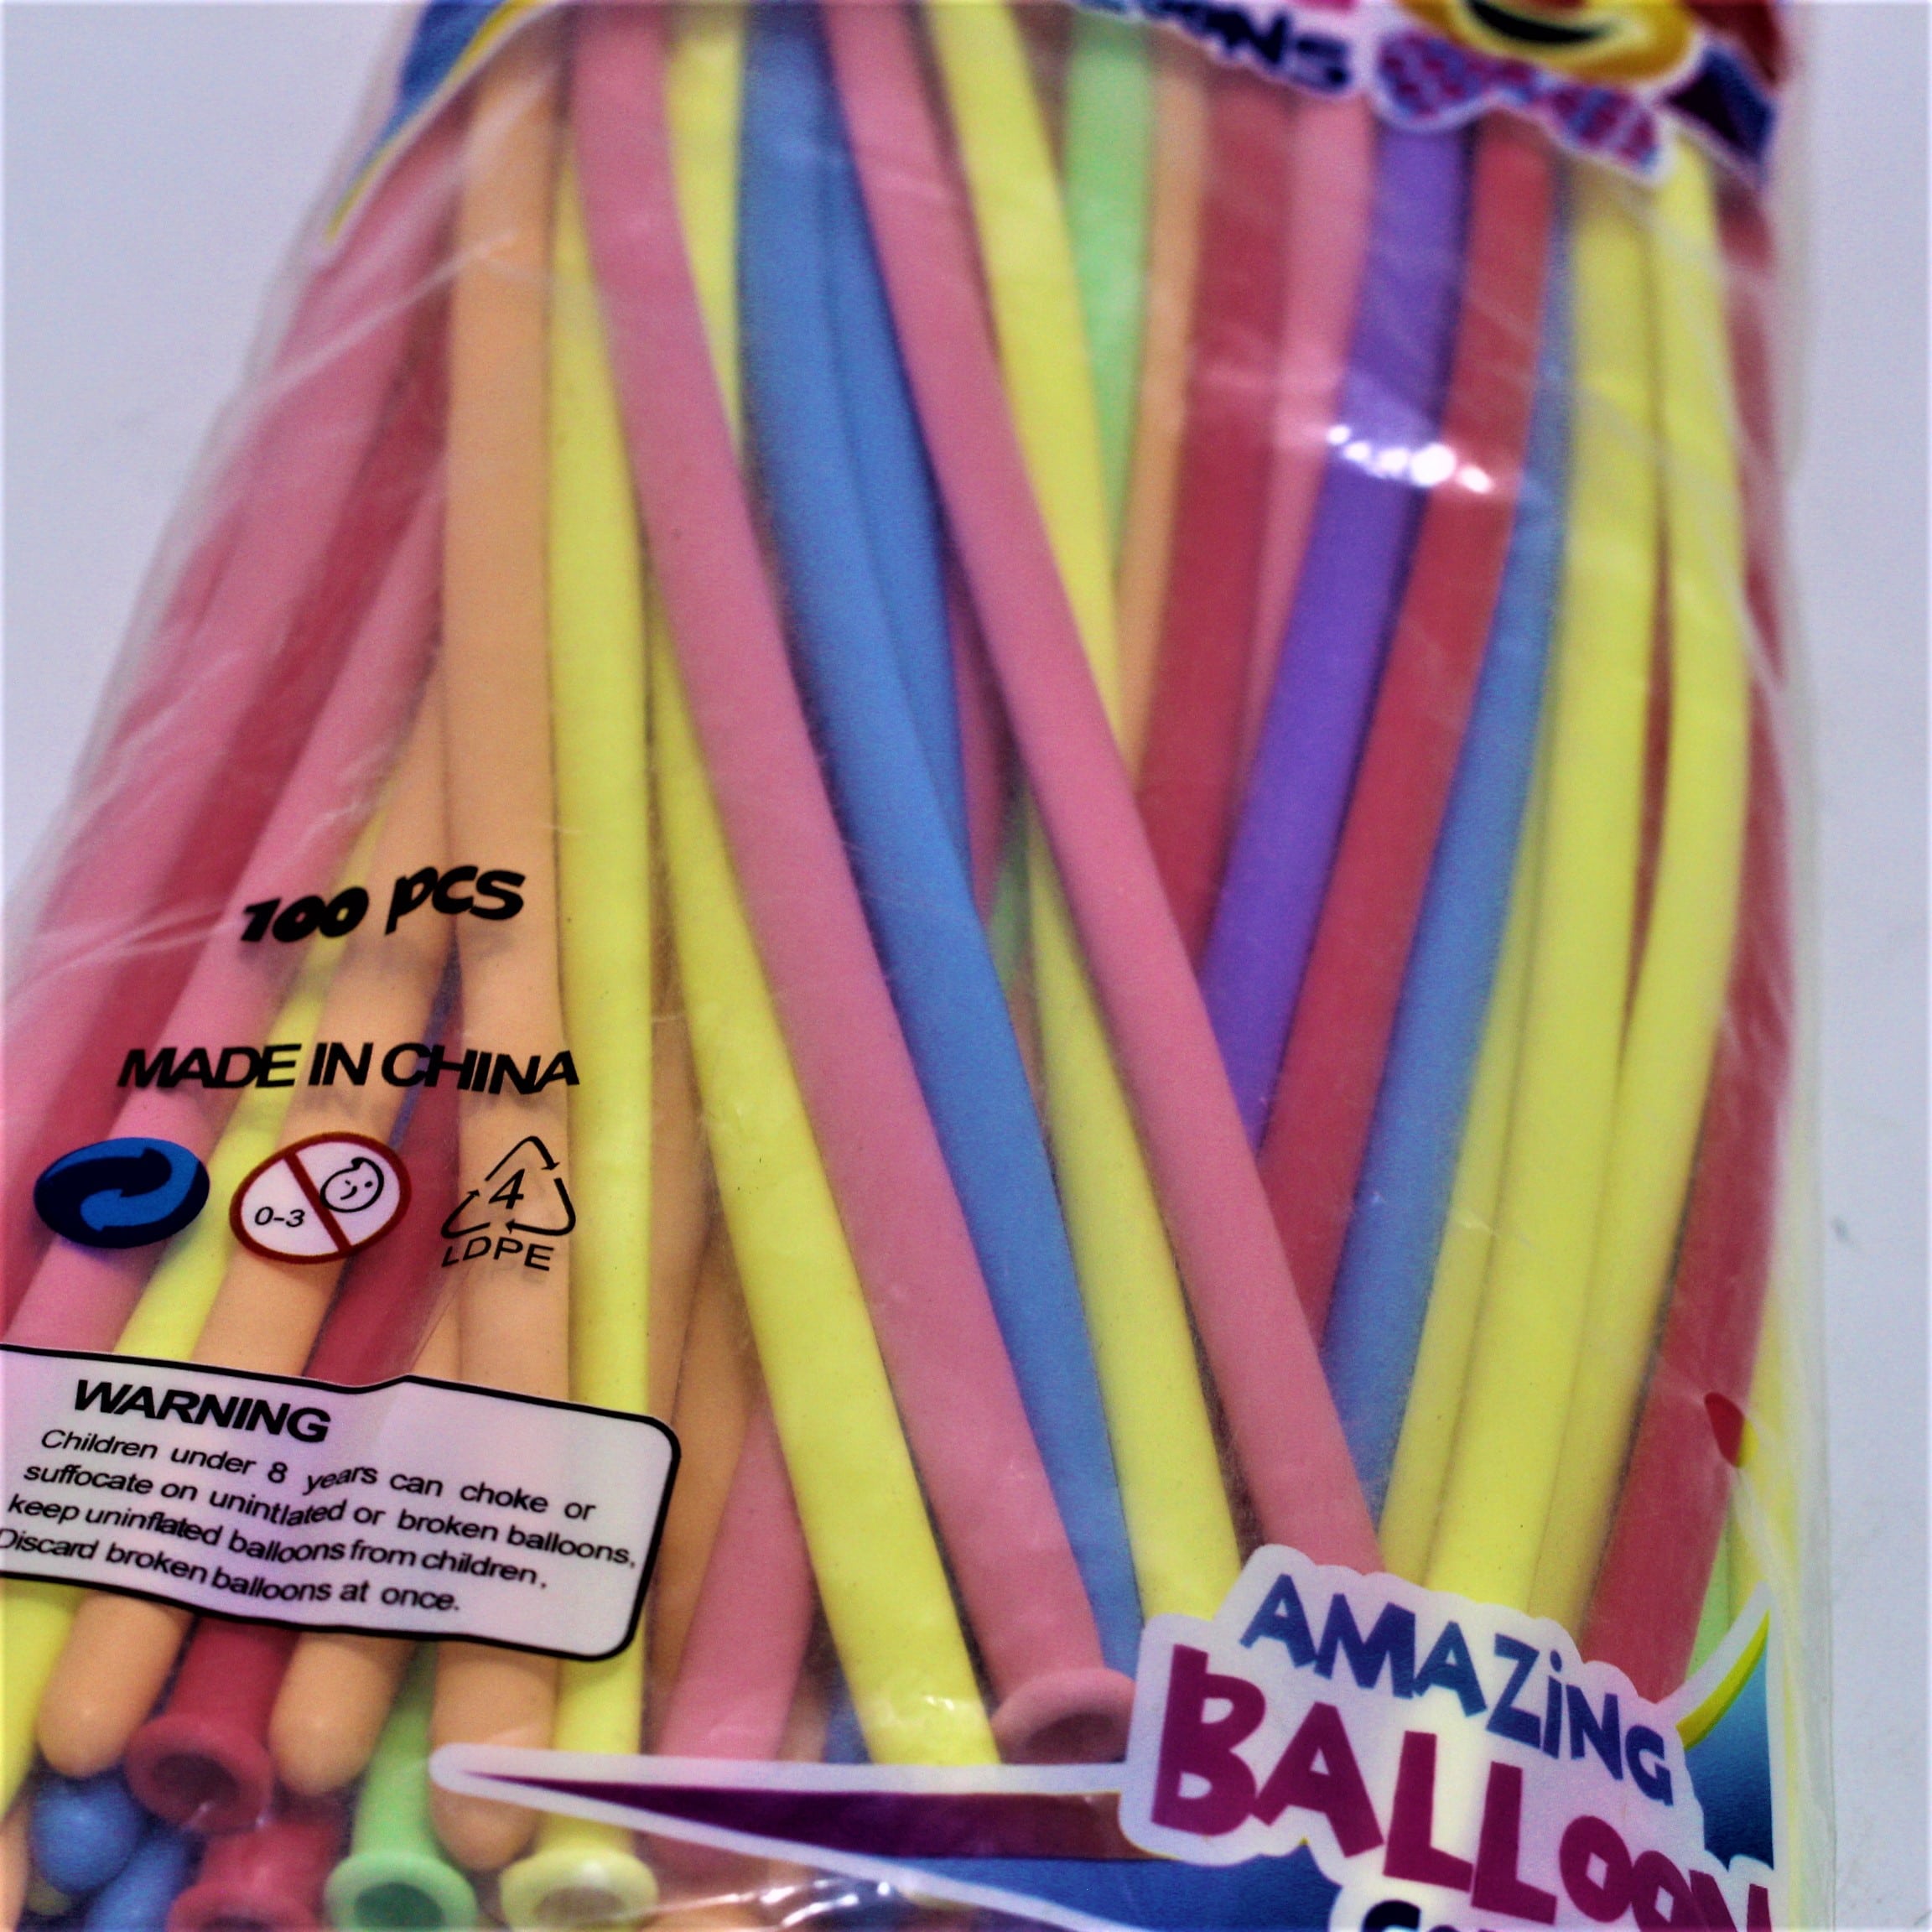 100 PCS
MADE IN CHINA
0-3
4
LDPE
WARNING
Children under 8 years can choke or
suffocate on unintlated or broken balloons,
keep uninflated balloons from children,
Discard broken balloons at once.
AMAZiNG
BALLOON